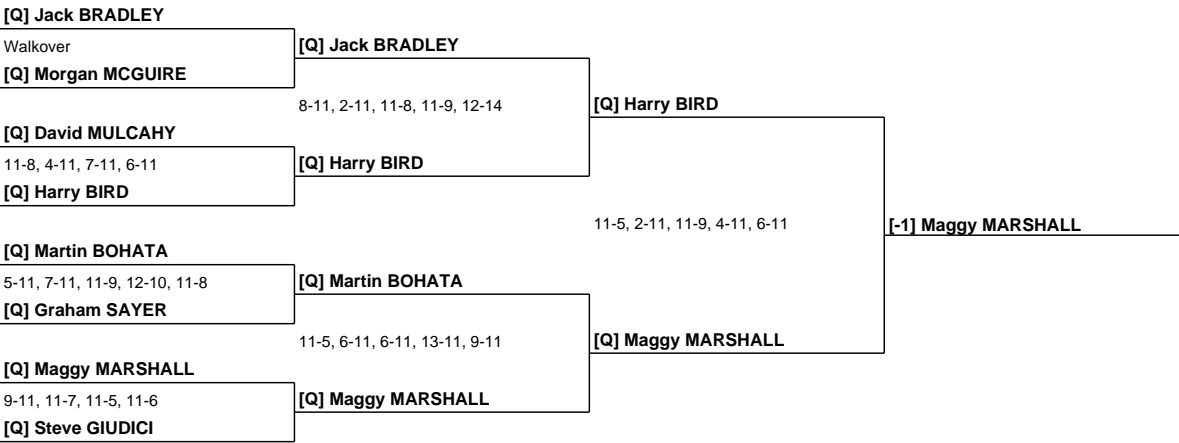 [Q] Jack BRADLEY
Walkover
[Q] Morgan MCGUIRE
[Q] Jack BRADLEY
8-11, 2-11, 11-8, 11-9, 12-14
[Q] David MULCAHY
11-8, 4-11, 7-11, 6-11
[Q] Harry BIRD
[Q] Harry BIRD
[Q] Harry BIRD
11-5, 2-11, 11-9, 4-11, 6-11
[-1] Maggy MARSHALL
[Q] Martin BOHATA
5-11, 7-11, 11-9, 12-10, 11-8
[Q] Graham SAYER
[Q] Martin BOHATA
11-5, 6-11, 6-11, 13-11, 9-11
[Q] Maggy MARSHALL
[Q] Maggy MARSHALL
9-11, 11-7, 11-5, 11-6
[Q] Steve GIUDICI
[Q] Maggy MARSHALL